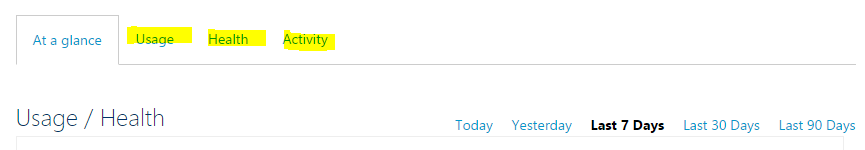 At a glance Usage Health Activity
Usage / Health Today Yesterday Last 7 Days Last 30 Days Last 90 Days